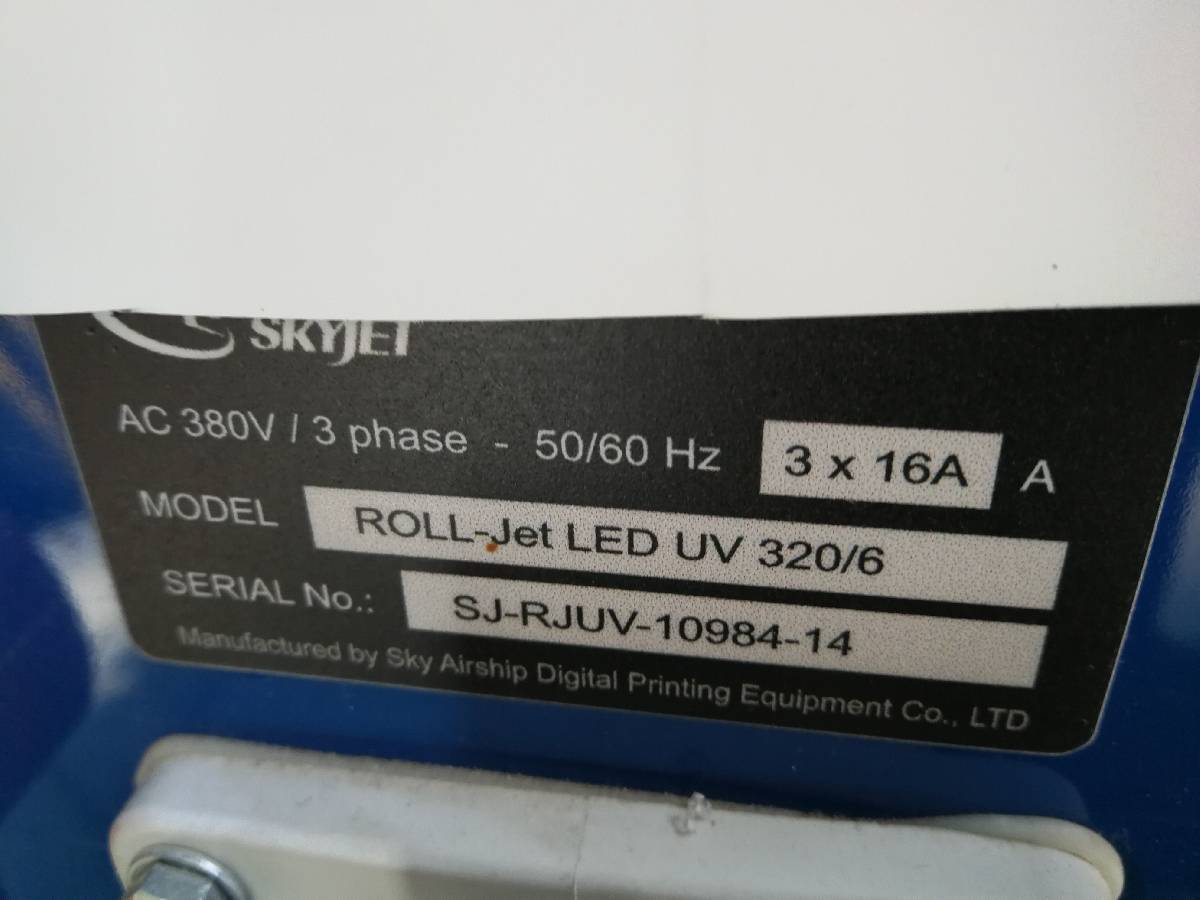 SKYJET
AC 380V / 3 phase - 50/60 Hz 3 x 16A A
MODEL ROLL-Jet LED UV 320/6
SERIAL No.: SJ-RJUV-10984-14
Manufactured by Sky Airship Digital Printing Equipment Co., LTD